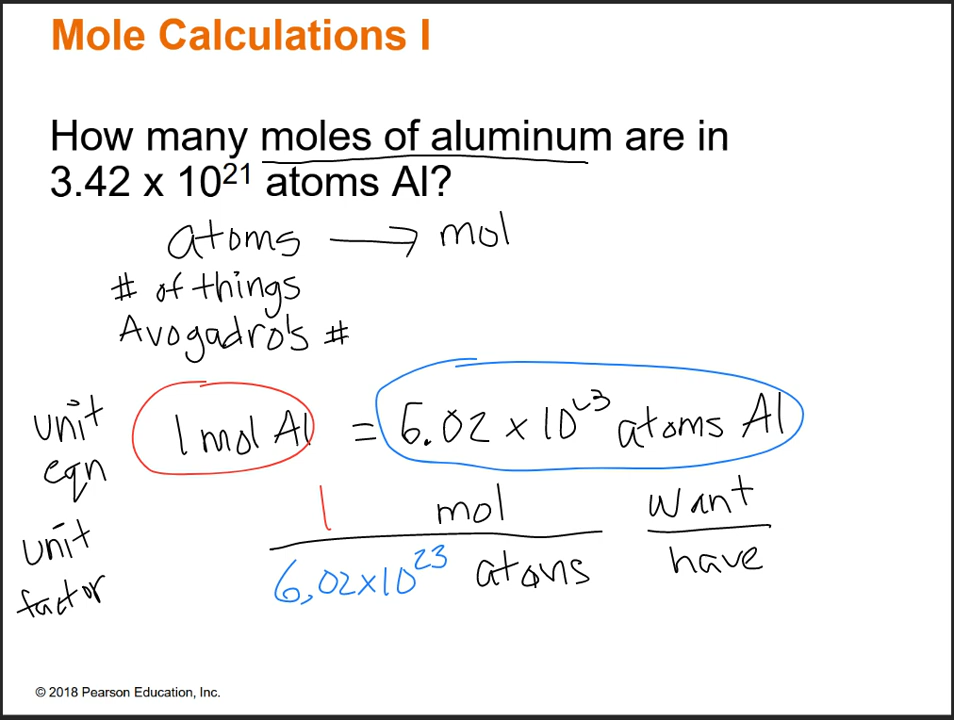 Mole Calculations I
How many moles of aluminum are in
3.42 x 10²¹ atoms Al?
atoms → mol
# of things
Avogadro's #
unit eqn 1 mol Al = 6.02 × 10²³ atoms Al
unit factor 1 mol / 6.02×10²³ atoms want / have
© 2018 Pearson Education, Inc.